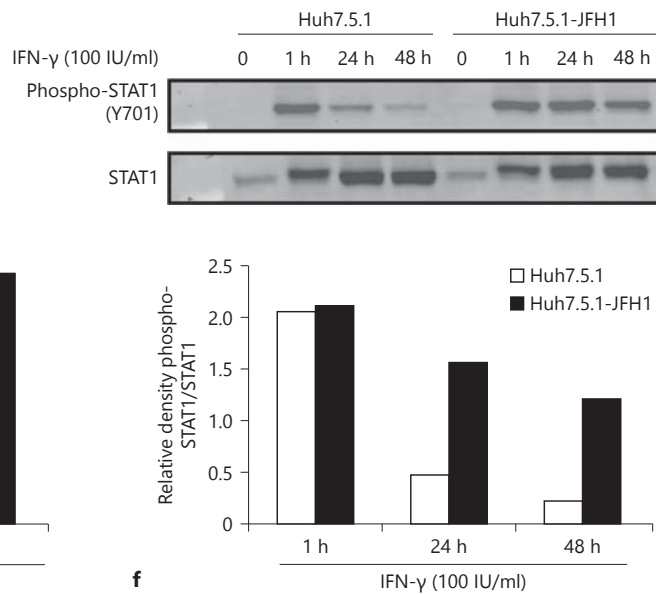 Huh7.5.1 Huh7.5.1-JFH1
IFN-γ (100 IU/ml) 0 1 h 24 h 48 h 0 1 h 24 h 48 h
Phospho-STAT1
(Y701)
STAT1
2.5
2.0
1.5
1.0
0.5
0
Relative density phospho-
STAT1/STAT1
Huh7.5.1
Huh7.5.1-JFH1
1 h 24 h 48 h
f IFN-γ (100 IU/ml)